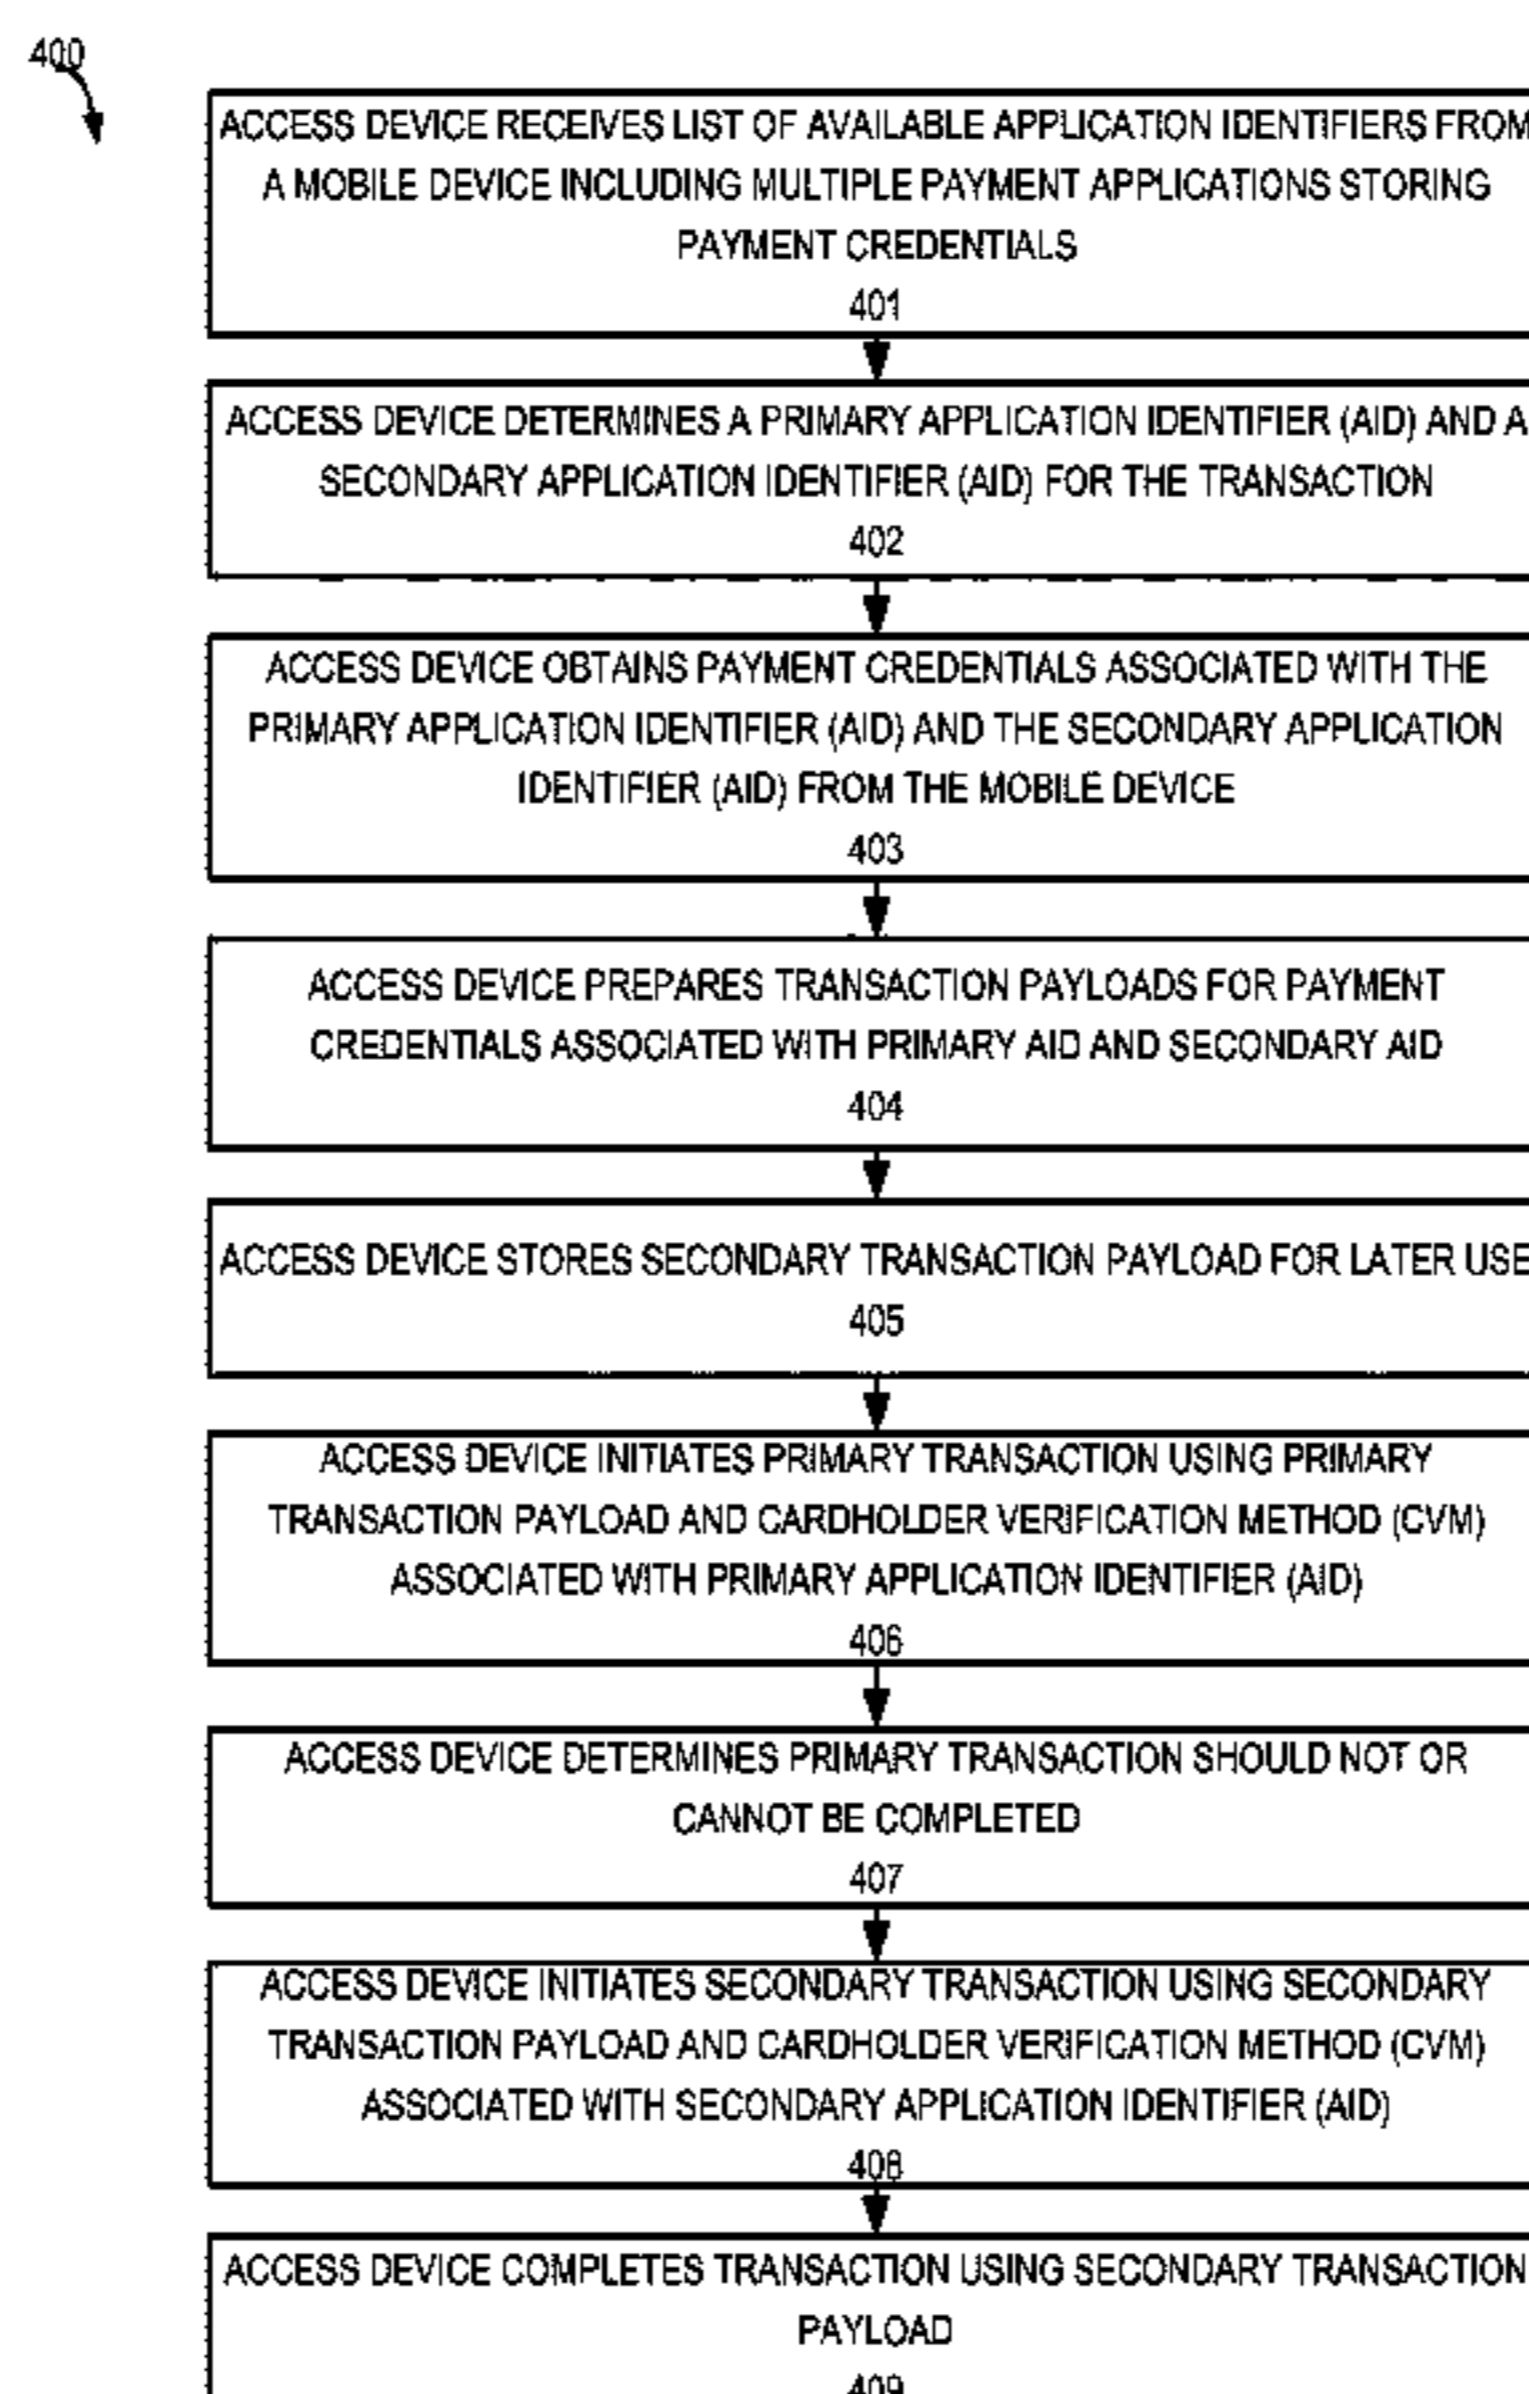 400
ACCESS DEVICE RECEIVES LIST OF AVAILABLE APPLICATION IDENTIFIERS FROM
A MOBILE DEVICE INCLUDING MULTIPLE PAYMENT APPLICATIONS STORING
PAYMENT CREDENTIALS
401
ACCESS DEVICE DETERMINES A PRIMARY APPLICATION IDENTIFIER (AID) AND A
SECONDARY APPLICATION IDENTIFIER (AID) FOR THE TRANSACTION
402
ACCESS DEVICE OBTAINS PAYMENT CREDENTIALS ASSOCIATED WITH THE
PRIMARY APPLICATION IDENTIFIER (AID) AND THE SECONDARY APPLICATION
IDENTIFIER (AID) FROM THE MOBILE DEVICE
403
ACCESS DEVICE PREPARES TRANSACTION PAYLOADS FOR PAYMENT
CREDENTIALS ASSOCIATED WITH PRIMARY AID AND SECONDARY AID
404
ACCESS DEVICE STORES SECONDARY TRANSACTION PAYLOAD FOR LATER USE
405
ACCESS DEVICE INITIATES PRIMARY TRANSACTION USING PRIMARY
TRANSACTION PAYLOAD AND CARDHOLDER VERIFICATION METHOD (CVM)
ASSOCIATED WITH PRIMARY APPLICATION IDENTIFIER (AID)
406
ACCESS DEVICE DETERMINES PRIMARY TRANSACTION SHOULD NOT OR
CANNOT BE COMPLETED
407
ACCESS DEVICE INITIATES SECONDARY TRANSACTION USING SECONDARY
TRANSACTION PAYLOAD AND CARDHOLDER VERIFICATION METHOD (CVM)
ASSOCIATED WITH SECONDARY APPLICATION IDENTIFIER (AID)
408
ACCESS DEVICE COMPLETES TRANSACTION USING SECONDARY TRANSACTION
PAYLOAD
409